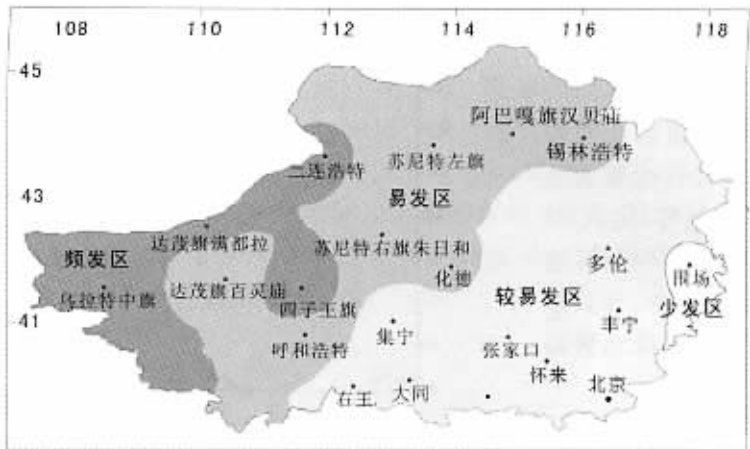 108 110 112 114 116 118
45
阿巴嘎旗汉贝庙
二连浩特 苏尼特左旗 锡林浩特
43
易发区
达茂旗满都拉 苏尼特右旗朱日和
频发区 化德 多伦 围场
乌拉特中旗 达茂旗百灵庙 四子王旗 较易发区 少发区
41
呼和浩特 集宁 张家口 丰宁
怀来
右玉 大同 北京